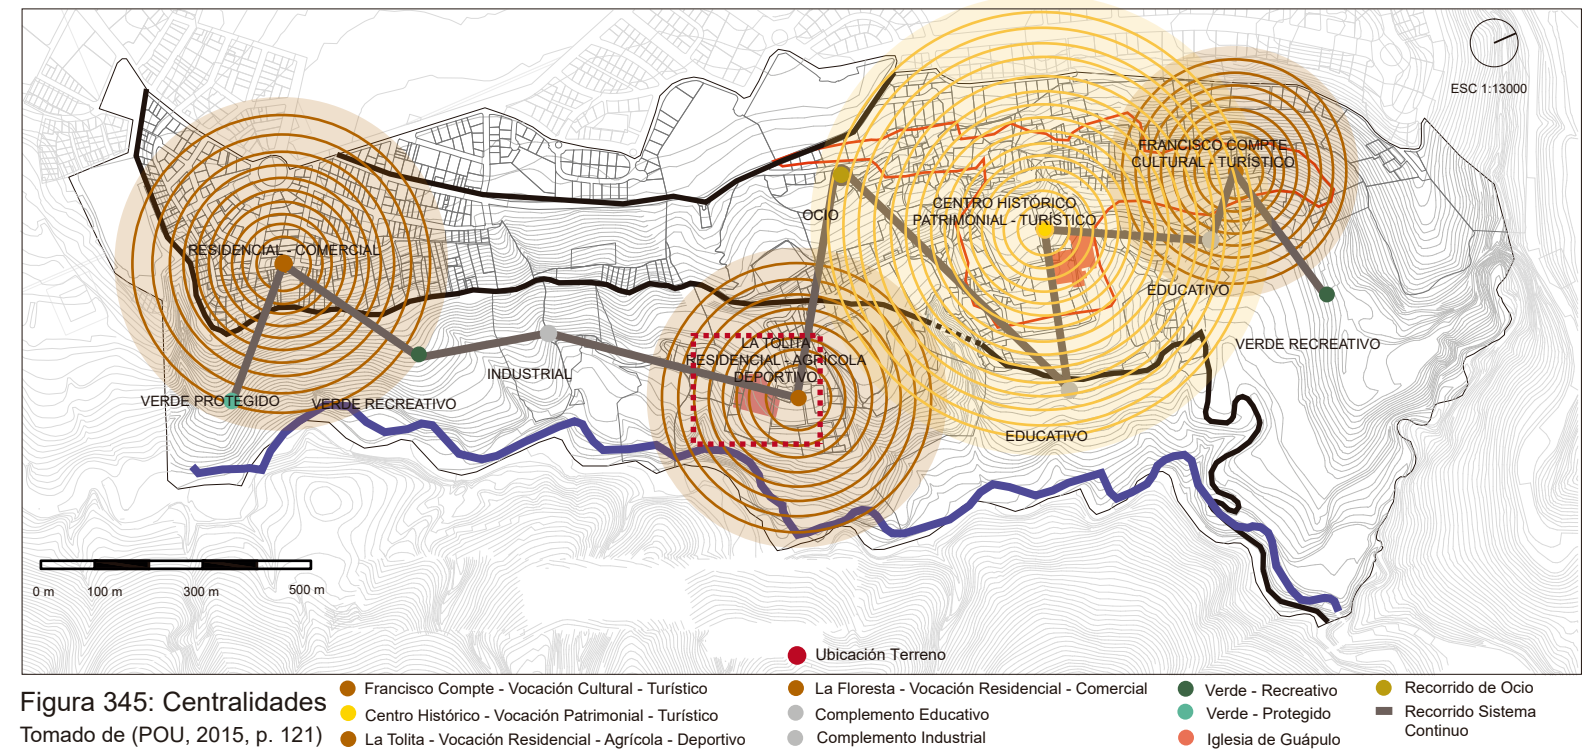 ESC 1:13000
FRANCISCO COMPTE
CULTURAL - TURÍSTICO
CENTRO HISTÓRICO
PATRIMONIAL - TURÍSTICO
OCIO
RESIDENCIAL - COMERCIAL
EDUCATIVO
VERDE RECREATIVO
LA TOLITA
RESIDENCIAL - AGRÍCOLA
DEPORTIVO
INDUSTRIAL
VERDE PROTEGIDO
VERDE RECREATIVO
EDUCATIVO
0 m
100 m
300 m
500 m
Ubicación Terreno
Figura 345: Centralidades
Tomado de (POU, 2015, p. 121)
Francisco Compte - Vocación Cultural - Turístico
Centro Histórico - Vocación Patrimonial - Turístico
La Tolita - Vocación Residencial - Agrícola - Deportivo
La Floresta - Vocación Residencial - Comercial
Complemento Educativo
Complemento Industrial
Verde - Recreativo
Verde - Protegido
Iglesia de Guápulo
Recorrido de Ocio
Recorrido Sistema
Continuo